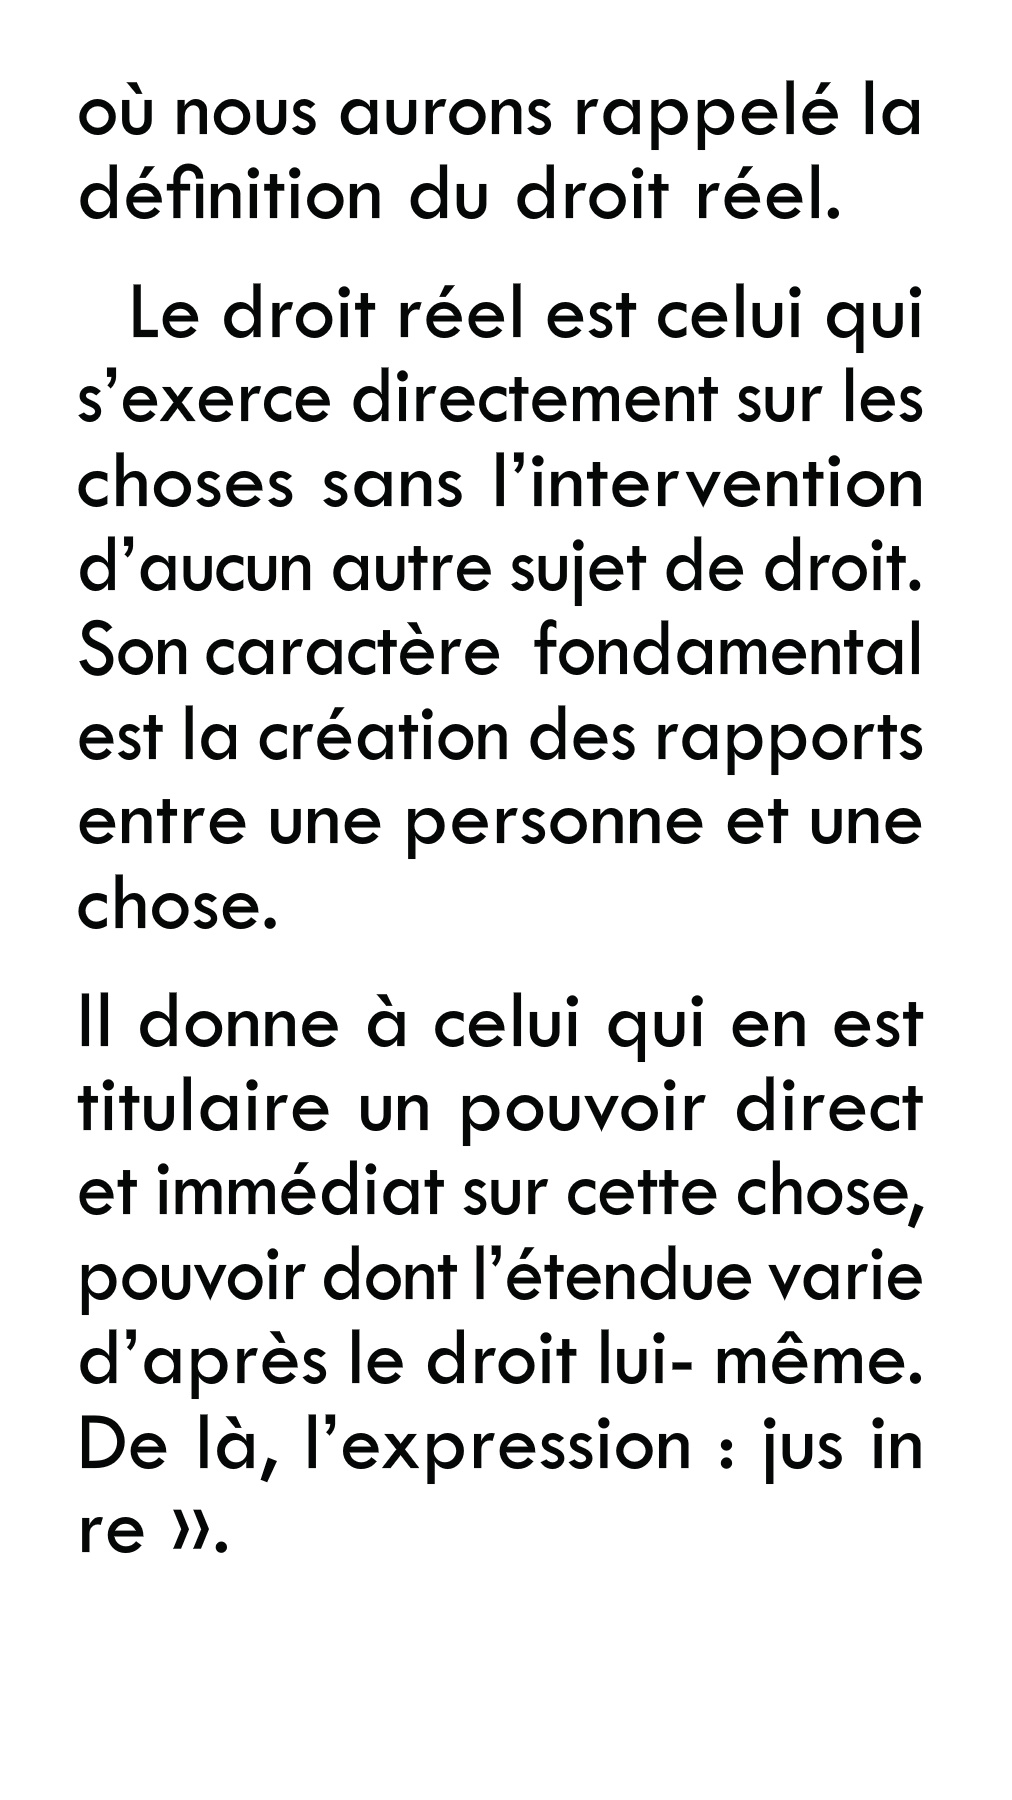 où nous aurons rappelé la
définition du droit réel.
Le droit réel est celui qui
s’exerce directement sur les
choses sans l’intervention
d’aucun autre sujet de droit.
Son caractère fondamental
est la création des rapports
entre une personne et une
chose.
Il donne à celui qui en est
titulaire un pouvoir direct
et immédiat sur cette chose,
pouvoir dont l’étendue varie
d’après le droit lui- même.
De là, l’expression : jus in
re ».